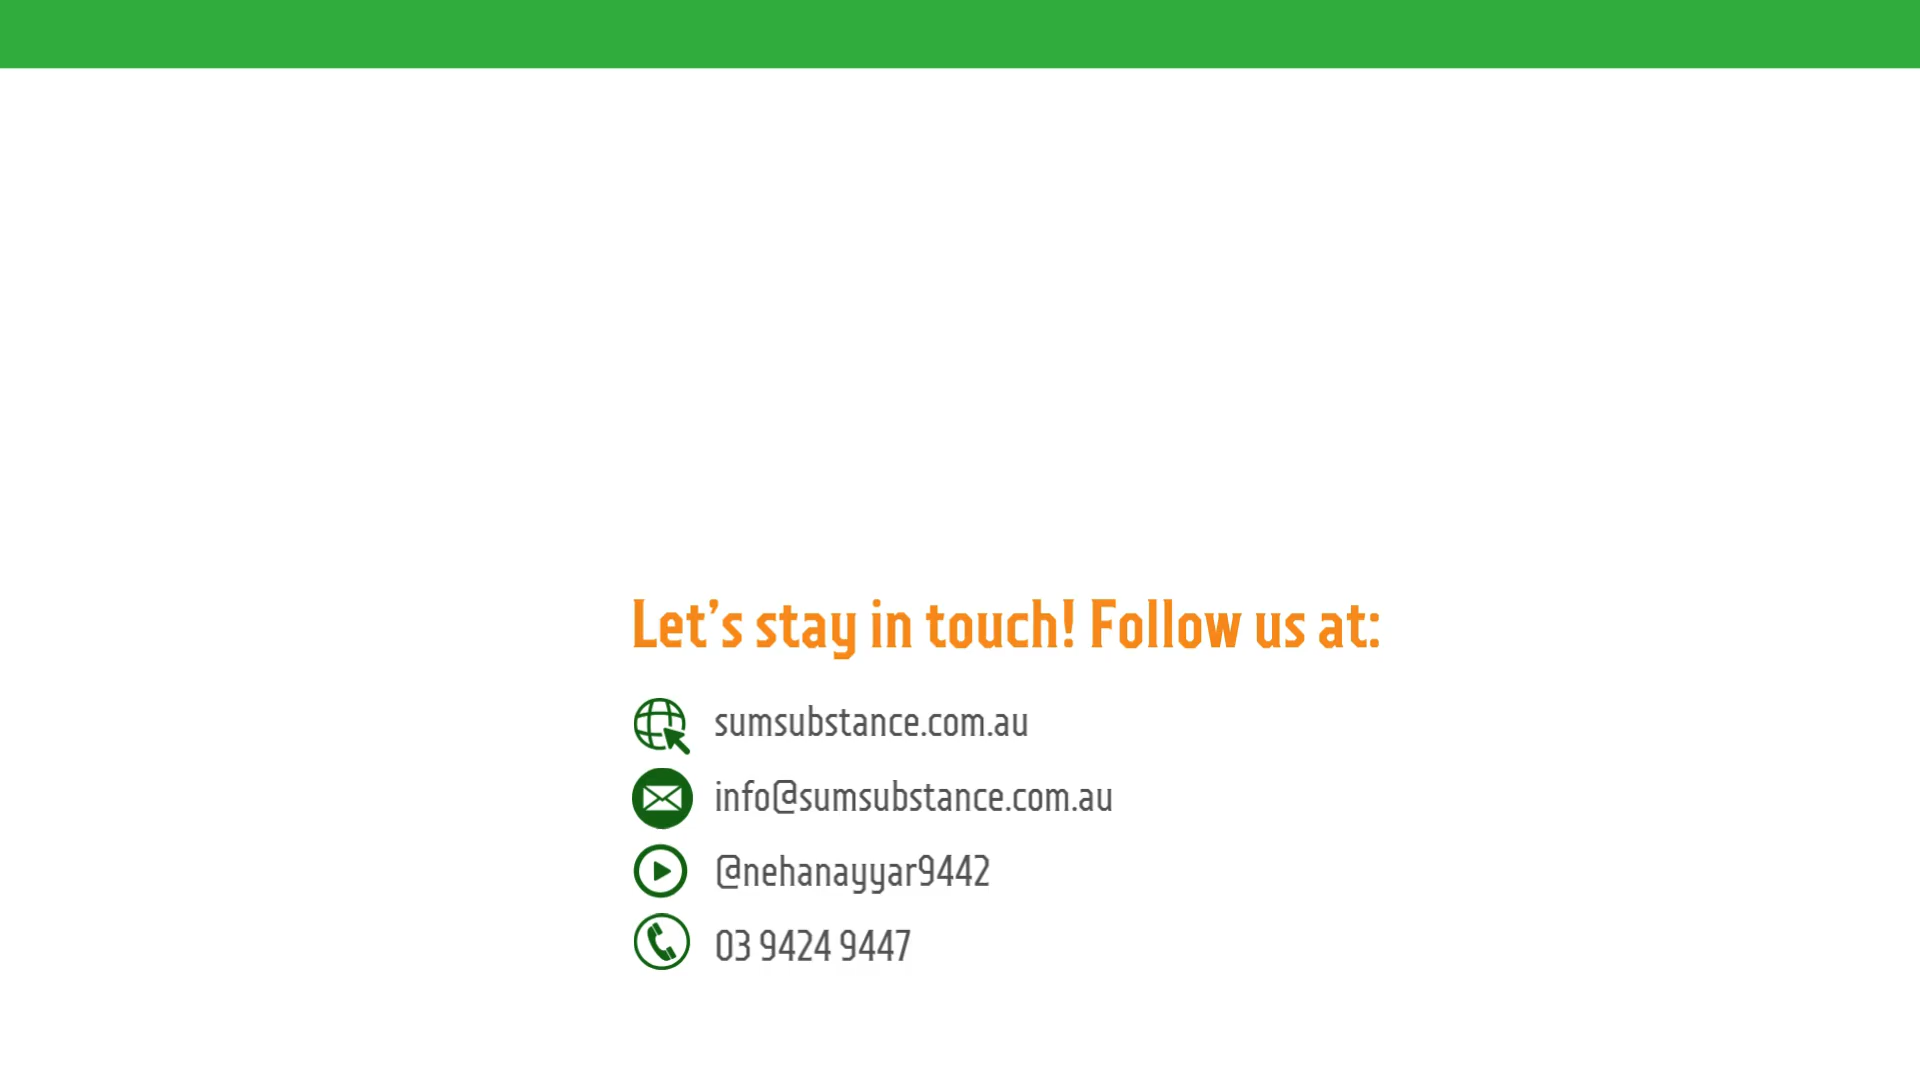 Let's stay in touch! Follow us at:
sumsubstance.com.au
info@sumsubstance.com.au
@nehanayyar9442
03 9424 9447